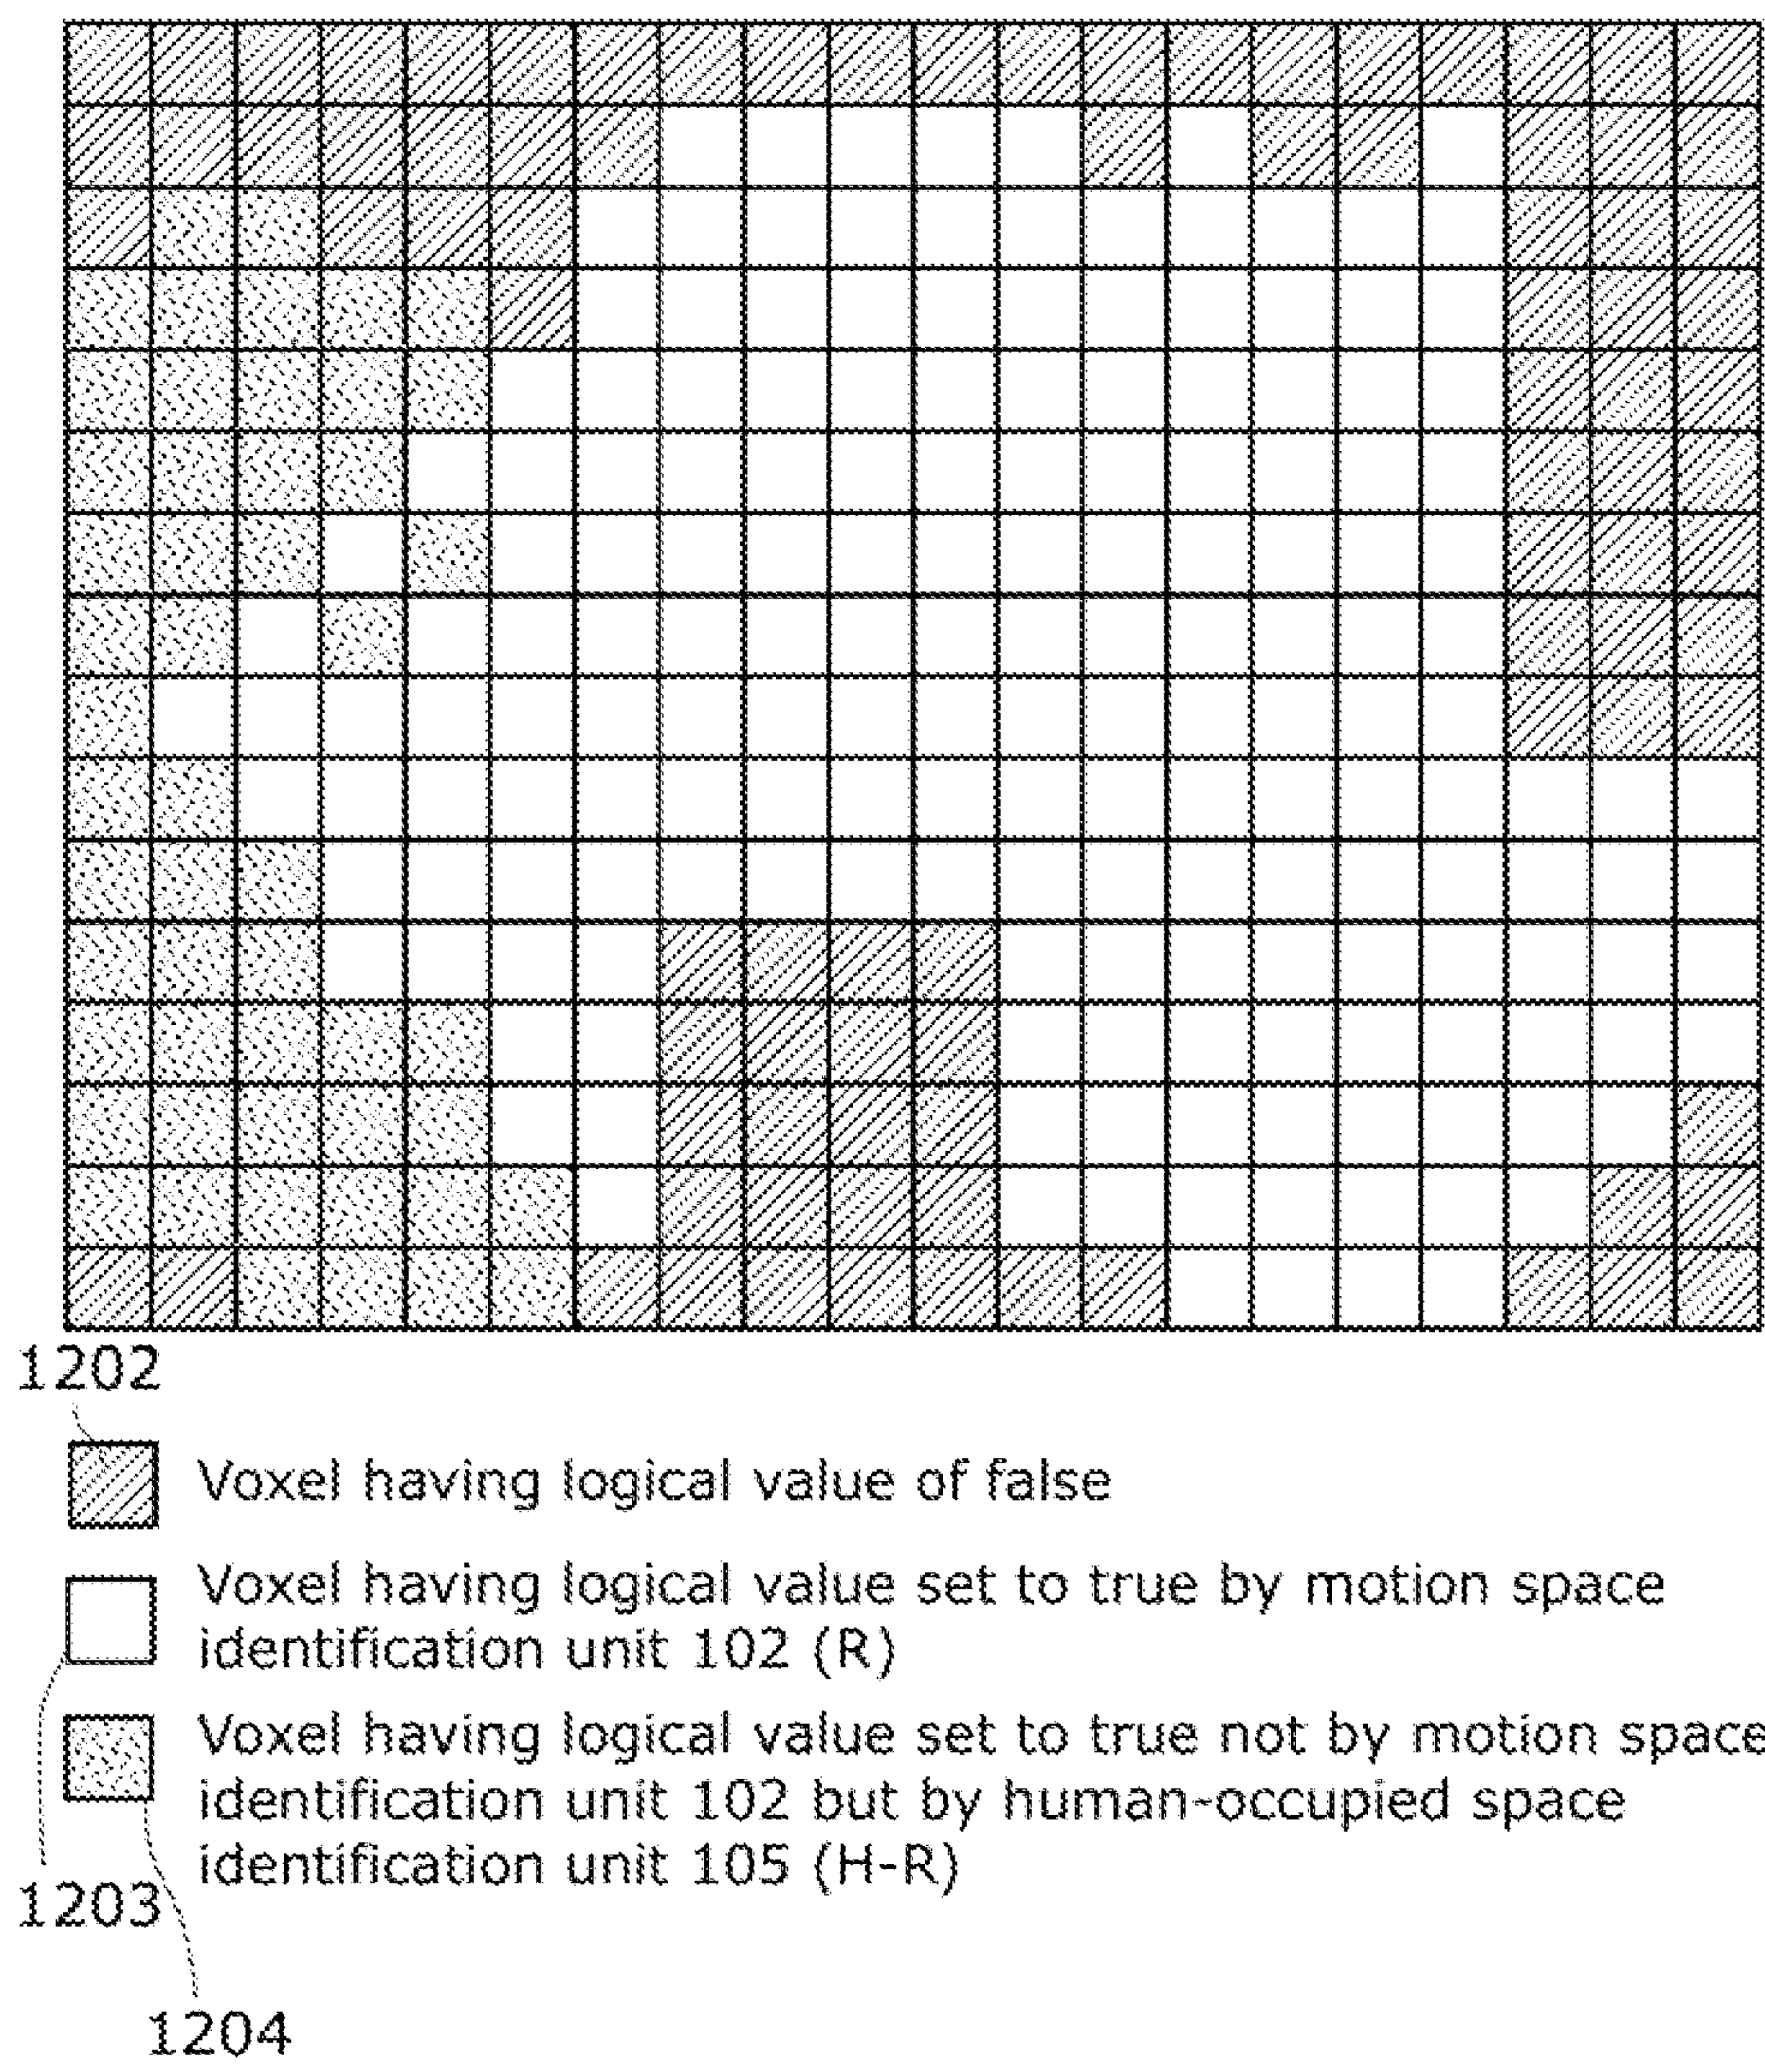 1202
Voxel having logical value of false
Voxel having logical value set to true by motion space
identification unit 102 (R)
Voxel having logical value set to true not by motion space
identification unit 102 but by human-occupied space
identification unit 105 (H-R)
1203
1204